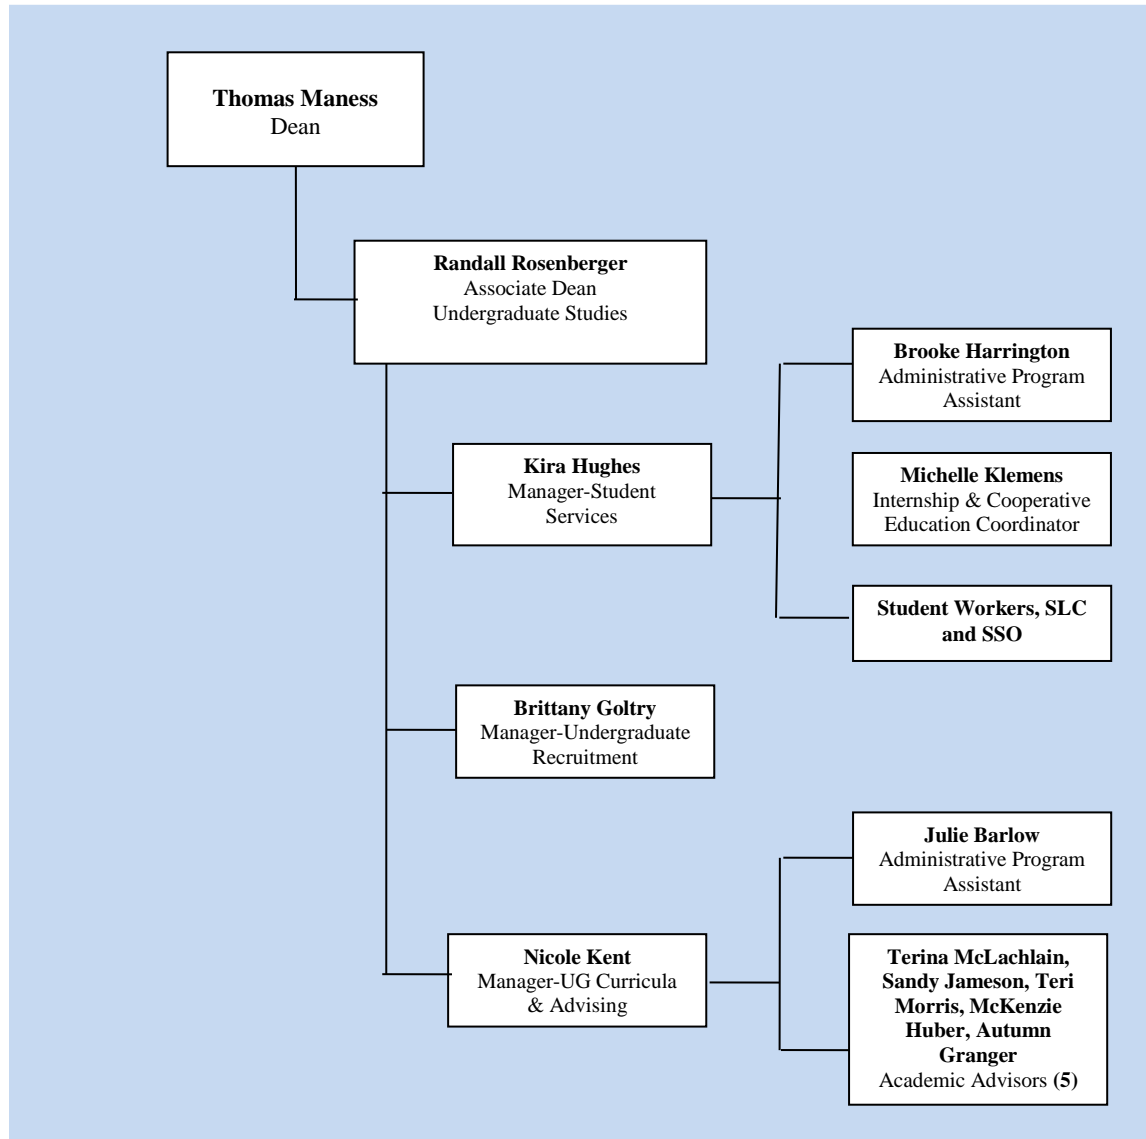 Thomas Maness
Dean
Randall Rosenberger
Associate Dean
Undergraduate Studies
Kira Hughes
Manager-Student
Services
Brooke Harrington
Administrative Program
Assistant
Michelle Klemens
Internship & Cooperative
Education Coordinator
Student Workers, SLC
and SSO
Brittany Goltry
Manager-Undergraduate
Recruitment
Nicole Kent
Manager-UG Curricula
& Advising
Julie Barlow
Administrative Program
Assistant
Terina McLachlain,
Sandy Jameson, Teri
Morris, McKenzie
Huber, Autumn
Granger
Academic Advisors (5)